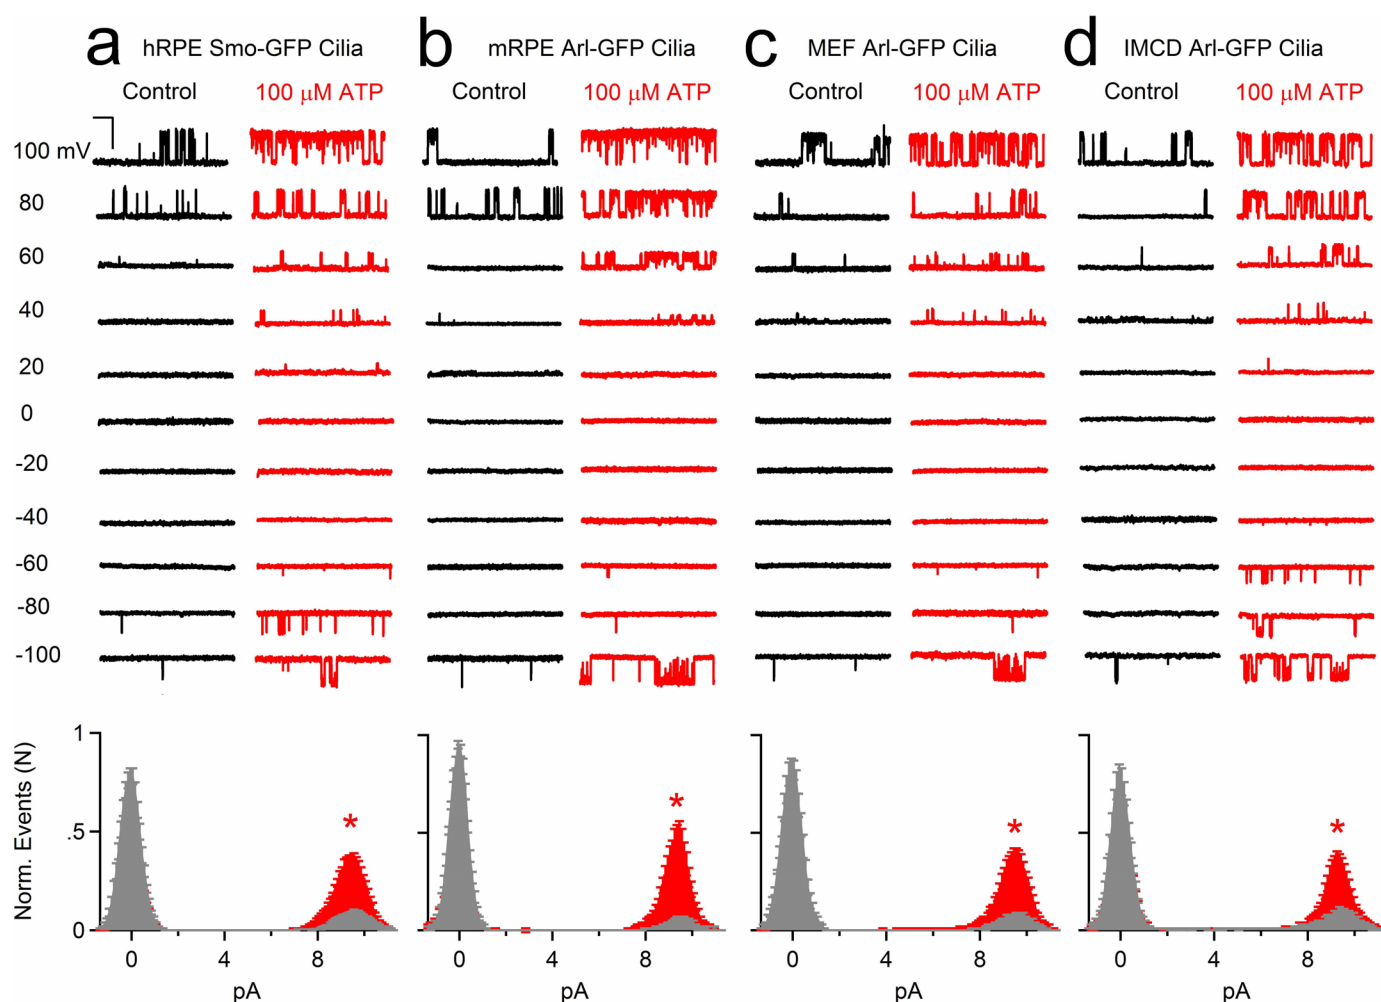 a hRPE Smo-GFP Cilia
b mRPE Arl-GFP Cilia
c MEF Arl-GFP Cilia
d IMCD Arl-GFP Cilia
Control 100 μM ATP
Control 100 μM ATP
Control 100 μM ATP
Control 100 μM ATP
100 mV
80
60
40
20
0
-20
-40
-60
-80
-100
Norm. Events (N)
1
.5
0
* * * *
0 4 8
0 4 8
0 4 8
0 4 8
pA pA pA pA